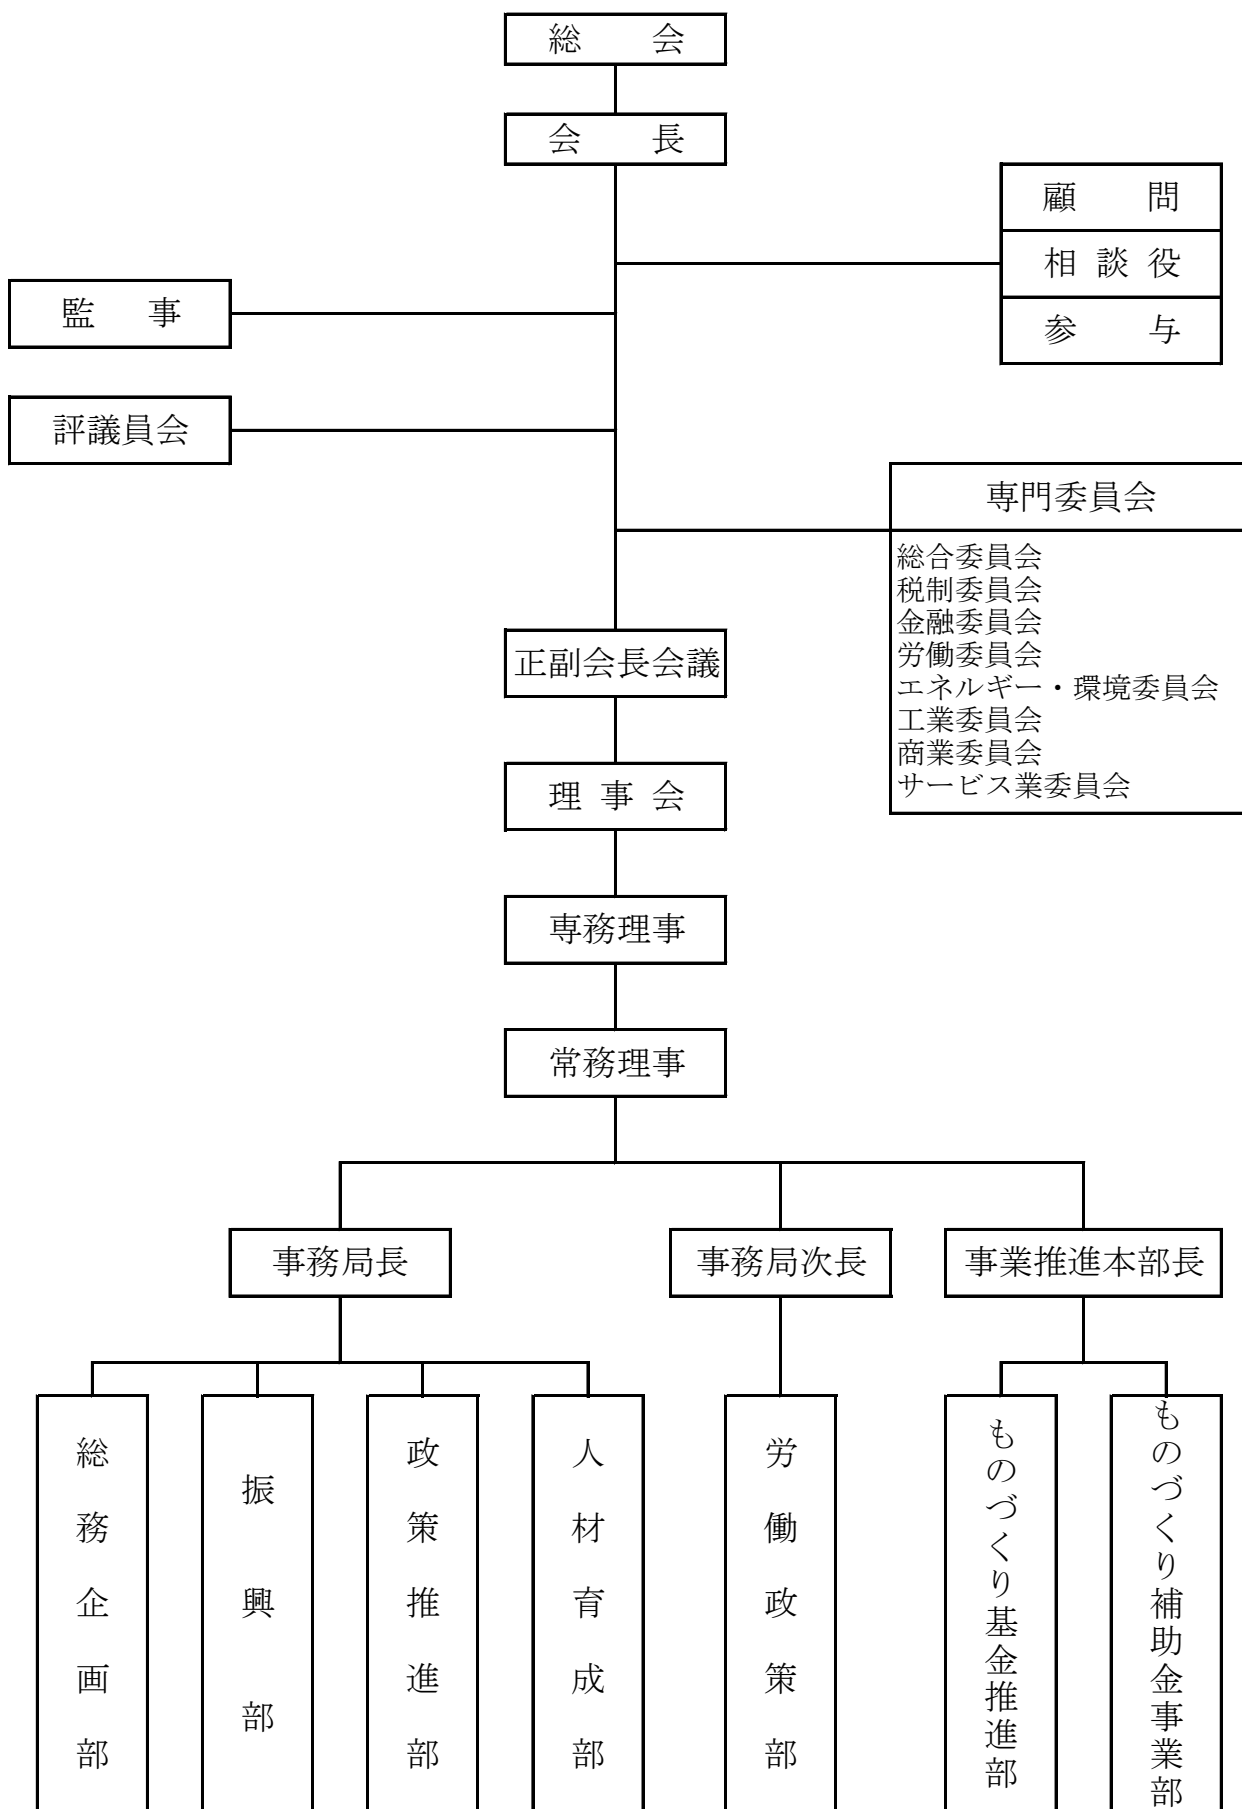 総会
会長
顧問
相談役
参与
監事
評議員会
専門委員会
総合委員会
税制委員会
金融委員会
労働委員会
エネルギー・環境委員会
工業委員会
商業委員会
サービス業委員会
正副会長会議
理事会
専務理事
常務理事
事務局長
事務局次長
事業推進本部長
総務企画部
振興部
政策推進部
人材育成部
労働政策部
ものづくり基金推進部
ものづくり補助金事業部